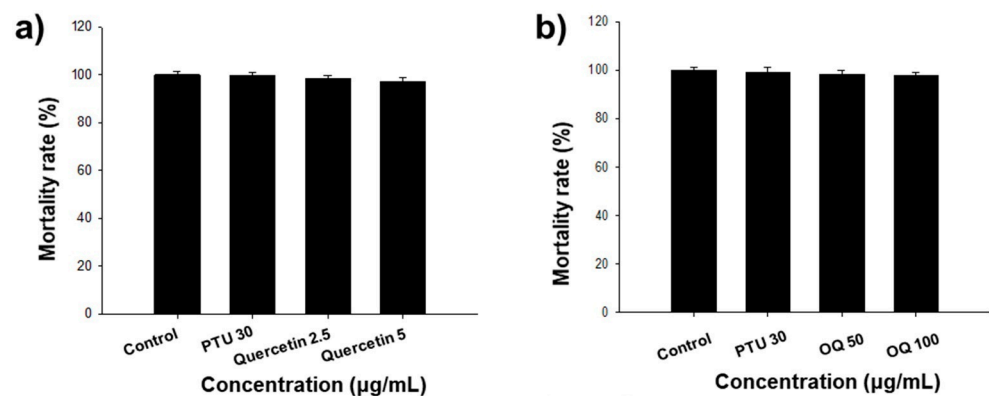 a)
Mortality rate (%)
120
100
80
60
40
20
0
Control
PTU 30
Quercetin 2.5
Quercetin 5
Concentration (µg/mL)
b)
Mortality rate (%)
120
100
80
60
40
20
0
Control
PTU 30
OQ 50
OQ 100
Concentration (µg/mL)